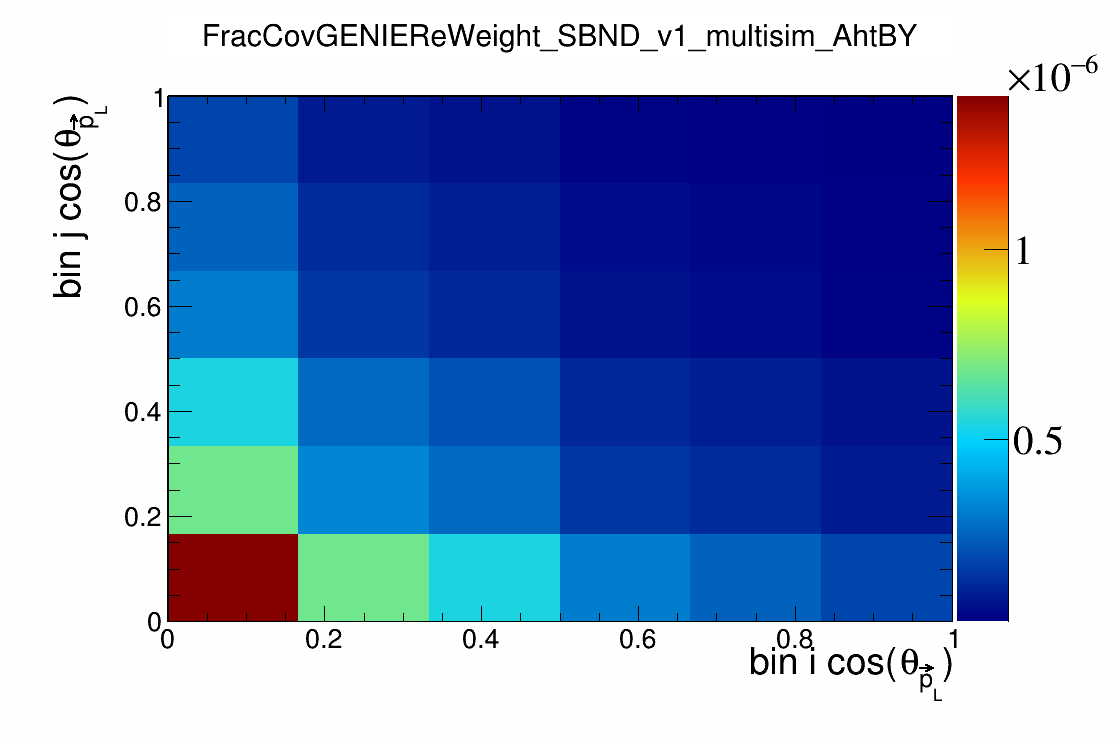 FracCovGENIEReWeight_SBND_v1_multisim_AhtBY
×10⁻⁶
bin j cos(θ_p⃗_L)
1
0.8
0.6
0.4
0.2
0
1
0.5
0 0.2 0.4 0.6 0.8 1
bin i cos(θ_p⃗_L)